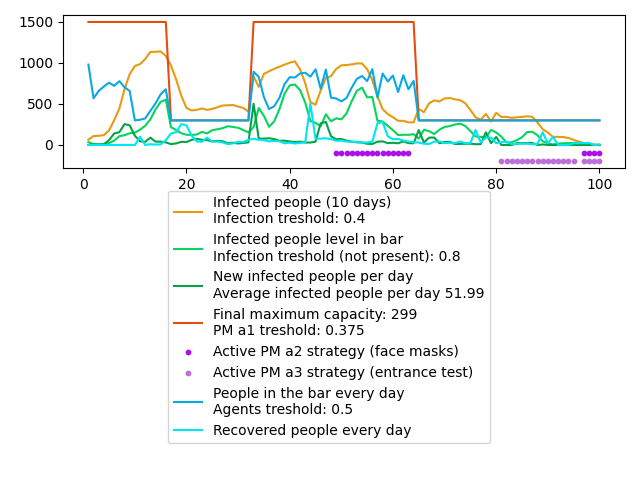 1500
1000
500
0
0 20 40 60 80 100
Infected people (10 days)
Infection treshold: 0.4
Infected people level in bar
Infection treshold (not present): 0.8
New infected people per day
Average infected people per day 51.99
Final maximum capacity: 299
PM a1 treshold: 0.375
Active PM a2 strategy (face masks)
Active PM a3 strategy (entrance test)
People in the bar every day
Agents treshold: 0.5
Recovered people every day